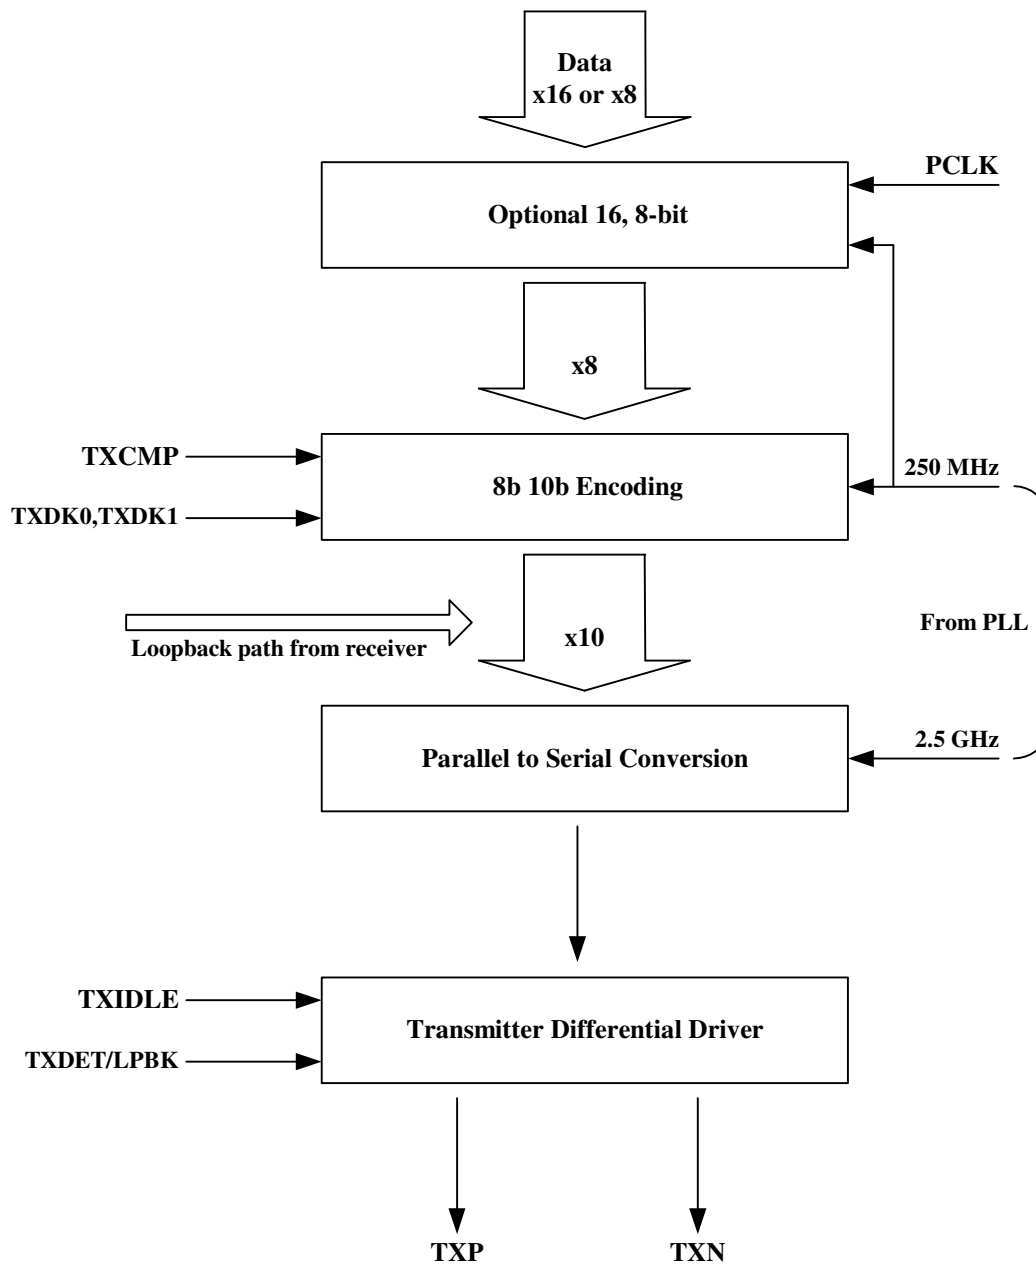 Data
x16 or x8
PCLK
Optional 16, 8-bit
x8
TXCMP
250 MHz
8b 10b Encoding
TXDK0,TXDK1
x10
From PLL
Loopback path from receiver
2.5 GHz
Parallel to Serial Conversion
TXIDLE
Transmitter Differential Driver
TXDET/LPBK
TXP
TXN